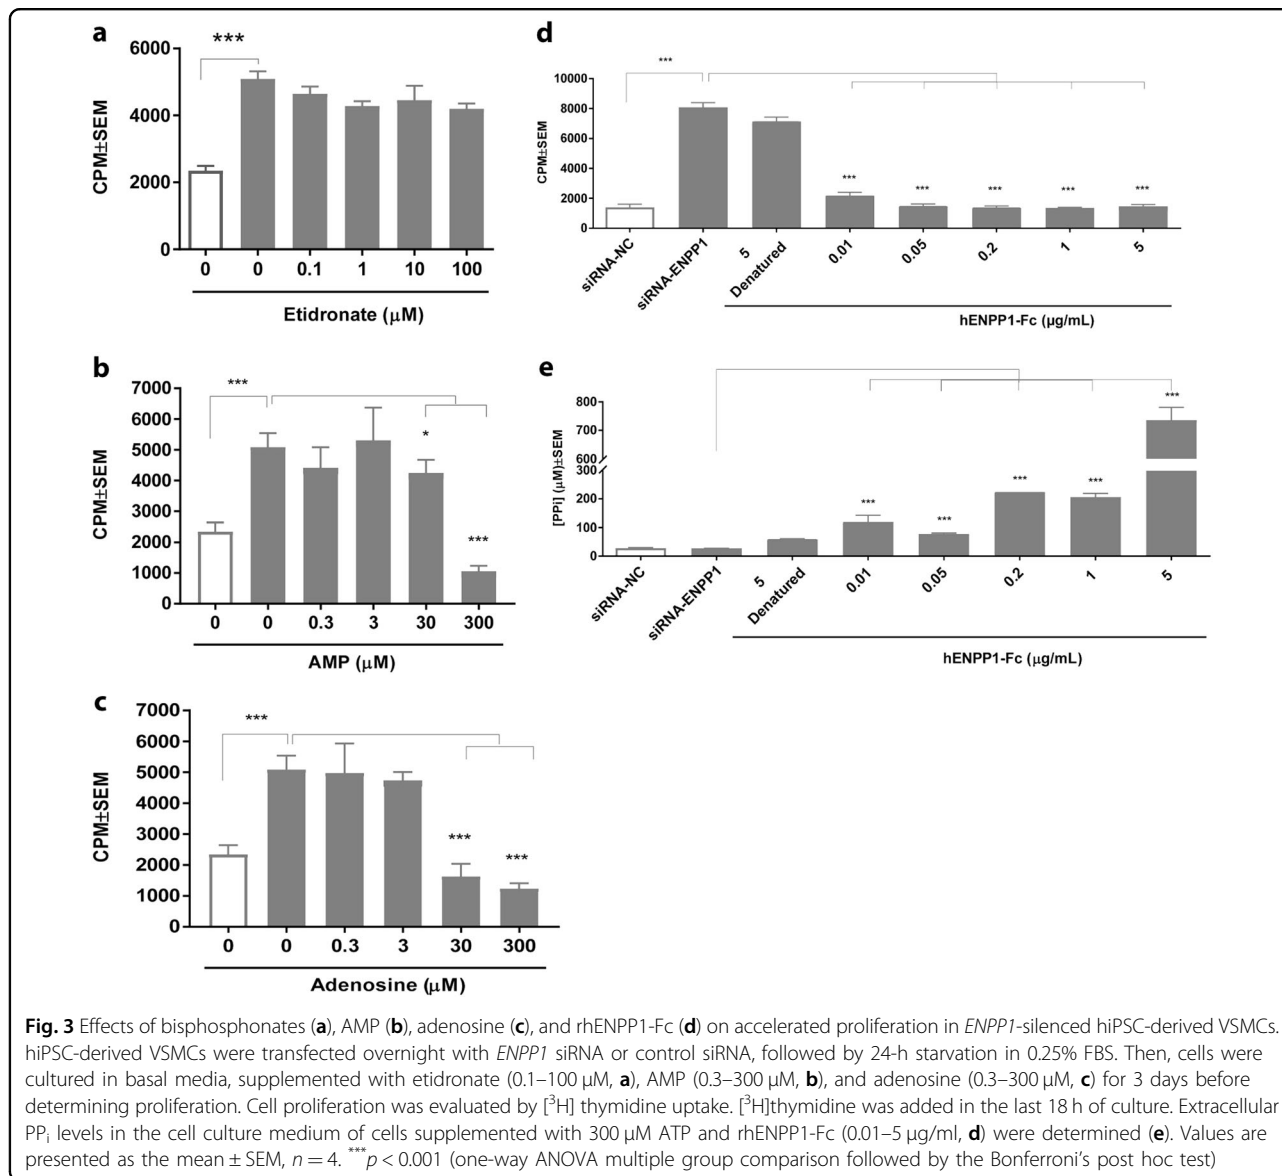 a
***
6000
4000
2000
0
CPM±SEM
0 0 0.1 1 10 100
Etidronate (μM)
b
***
7000
6000
5000
4000
3000
2000
1000
0
CPM±SEM
*
***
0 0 0.3 3 30 300
AMP (μM)
c
***
7000
6000
5000
4000
3000
2000
1000
0
CPM±SEM
***
***
0 0 0.3 3 30 300
Adenosine (μM)
d
***
10000
8000
6000
4000
2000
0
CPM±SEM
*** *** *** *** ***
siRNA-NC siRNA-ENPP1 5 Denatured 0.01 0.05 0.2 1 5
hENPP1-Fc (μg/mL)
e
800
700
600
300
200
100
0
[PPi] (μM)±SEM
*** *** *** *** ***
siRNA-NC siRNA-ENPP1 5 Denatured 0.01 0.05 0.2 1 5
hENPP1-Fc (μg/mL)
Fig. 3 Effects of bisphosphonates (a), AMP (b), adenosine (c), and rhENPP1-Fc (d) on accelerated proliferation in ENPP1-silenced hiPSC-derived VSMCs.
hiPSC-derived VSMCs were transfected overnight with ENPP1 siRNA or control siRNA, followed by 24-h starvation in 0.25% FBS. Then, cells were
cultured in basal media, supplemented with etidronate (0.1–100 μM, a), AMP (0.3–300 μM, b), and adenosine (0.3–300 μM, c) for 3 days before
determining proliferation. Cell proliferation was evaluated by [³H] thymidine uptake. [³H]thymidine was added in the last 18 h of culture. Extracellular
PPᵢ levels in the cell culture medium of cells supplemented with 300 μM ATP and rhENPP1-Fc (0.01–5 μg/ml, d) were determined (e). Values are
presented as the mean ± SEM, n = 4. ***p < 0.001 (one-way ANOVA multiple group comparison followed by the Bonferroni's post hoc test)